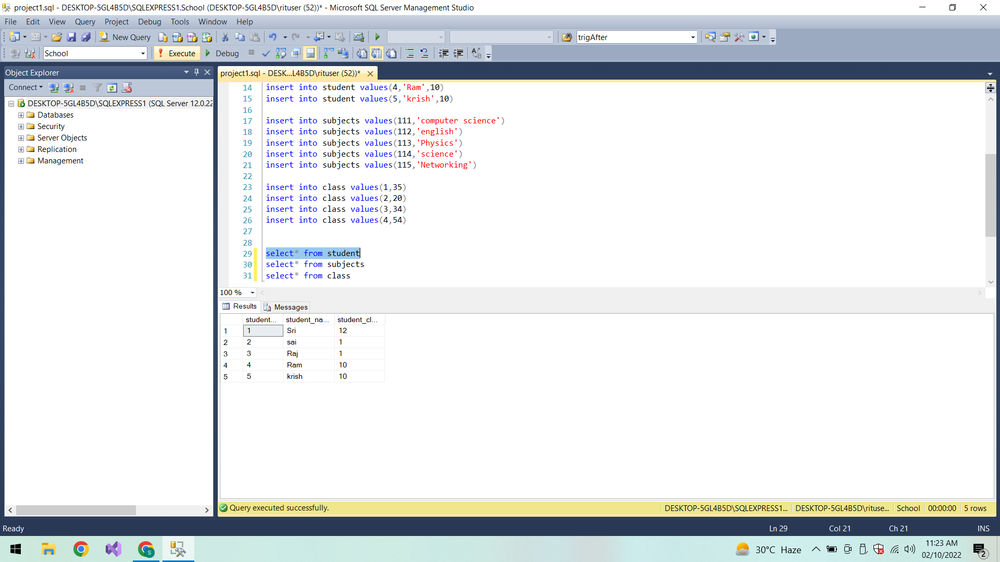 project1.sql - DESKTOP-5GL4B5D\SQLEXPRESS1.School (DESKTOP-5GL4B5D\rituser (52))* - Microsoft SQL Server Management Studio
File Edit View Query Project Debug Tools Window Help
New Query trigAfter
School Execute Debug
Object Explorer
Connect
DESKTOP-5GL4B5D\SQLEXPRESS1 (SQL Server 12.0.22
Databases
Security
Server Objects
Replication
Management
project1.sql - DESK...L4B5D\rituser (52))*
14 insert into student values(4,'Ram',10)
15 insert into student values(5,'krish',10)
16
17 insert into subjects values(111,'computer science')
18 insert into subjects values(112,'english')
19 insert into subjects values(113,'Physics')
20 insert into subjects values(114,'science')
21 insert into subjects values(115,'Networking')
22
23 insert into class values(1,35)
24 insert into class values(2,20)
25 insert into class values(3,34)
26 insert into class values(4,54)
27
28
29 select* from student
30 select* from subjects
31 select* from class
100 %
Results Messages
student... student_na... student_cl...
1 1 Sri 12
2 2 sai 1
3 3 Raj 1
4 4 Ram 10
5 5 krish 10
Query executed successfully. DESKTOP-5GL4B5D\SQLEXPRESS1... DESKTOP-5GL4B5D\rituse... School 00:00:00 5 rows
Ready Ln 29 Col 21 Ch 21 INS
30°C Haze 11:23 AM
02/10/2022 2